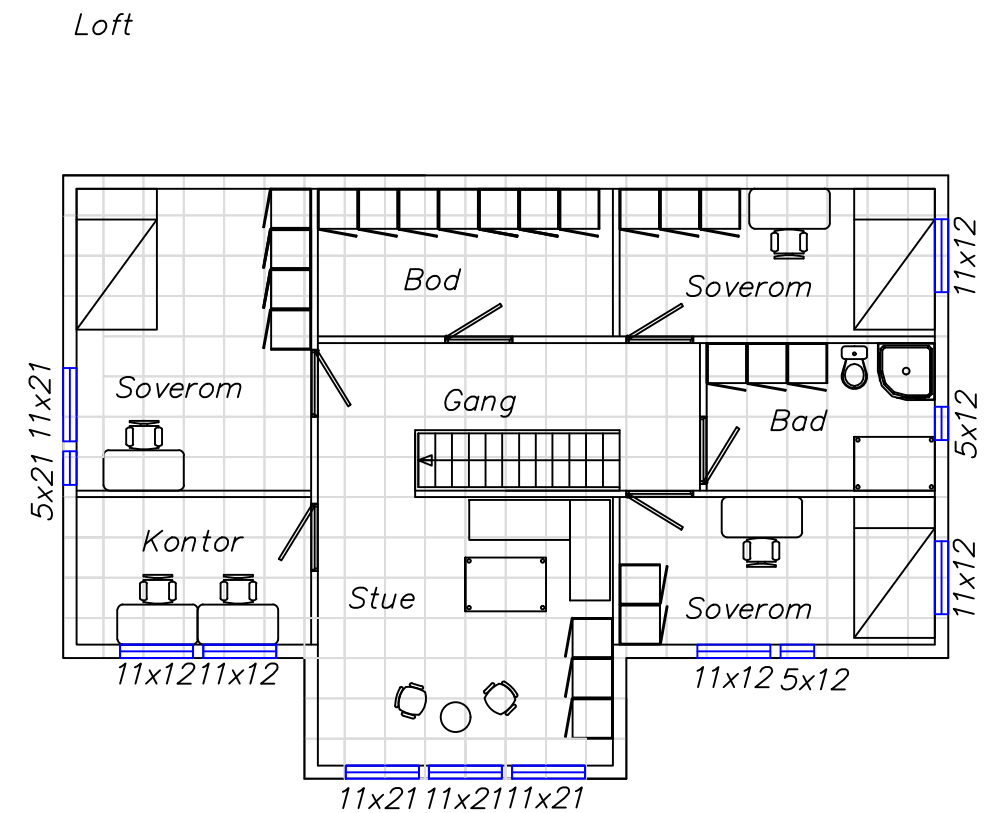 Loft
11x12
Bod
Soverom
Soverom
Gang
Bad
11x21
5x12
5x21
Kontor
Stue
Soverom
11x12
11x12
11x12
11x12
5x12
11x21
11x21
11x21